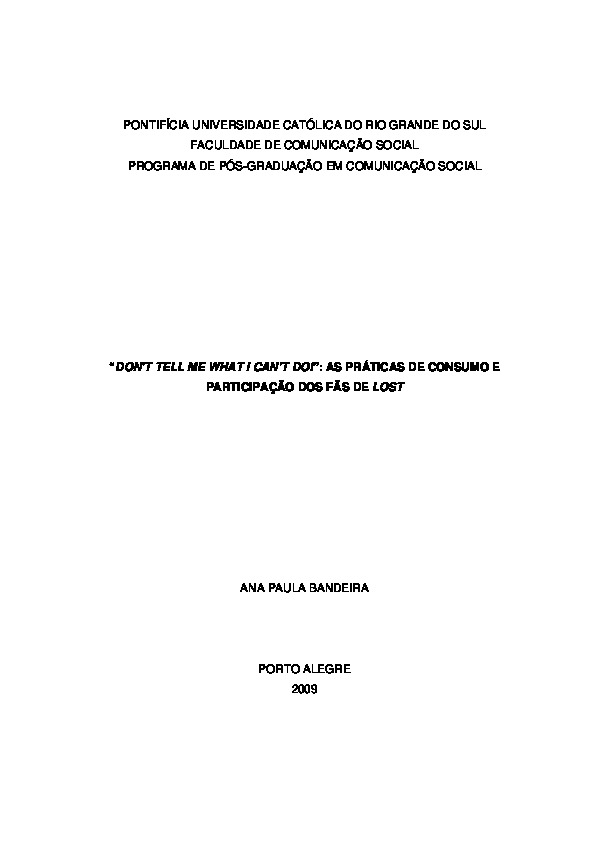 PONTIFÍCIA UNIVERSIDADE CATÓLICA DO RIO GRANDE DO SUL
FACULDADE DE COMUNICAÇÃO SOCIAL
PROGRAMA DE PÓS-GRADUAÇÃO EM COMUNICAÇÃO SOCIAL
“DON'T TELL ME WHAT I CAN'T DO!”: AS PRÁTICAS DE CONSUMO E
PARTICIPAÇÃO DOS FÃS DE LOST
ANA PAULA BANDEIRA
PORTO ALEGRE
2009